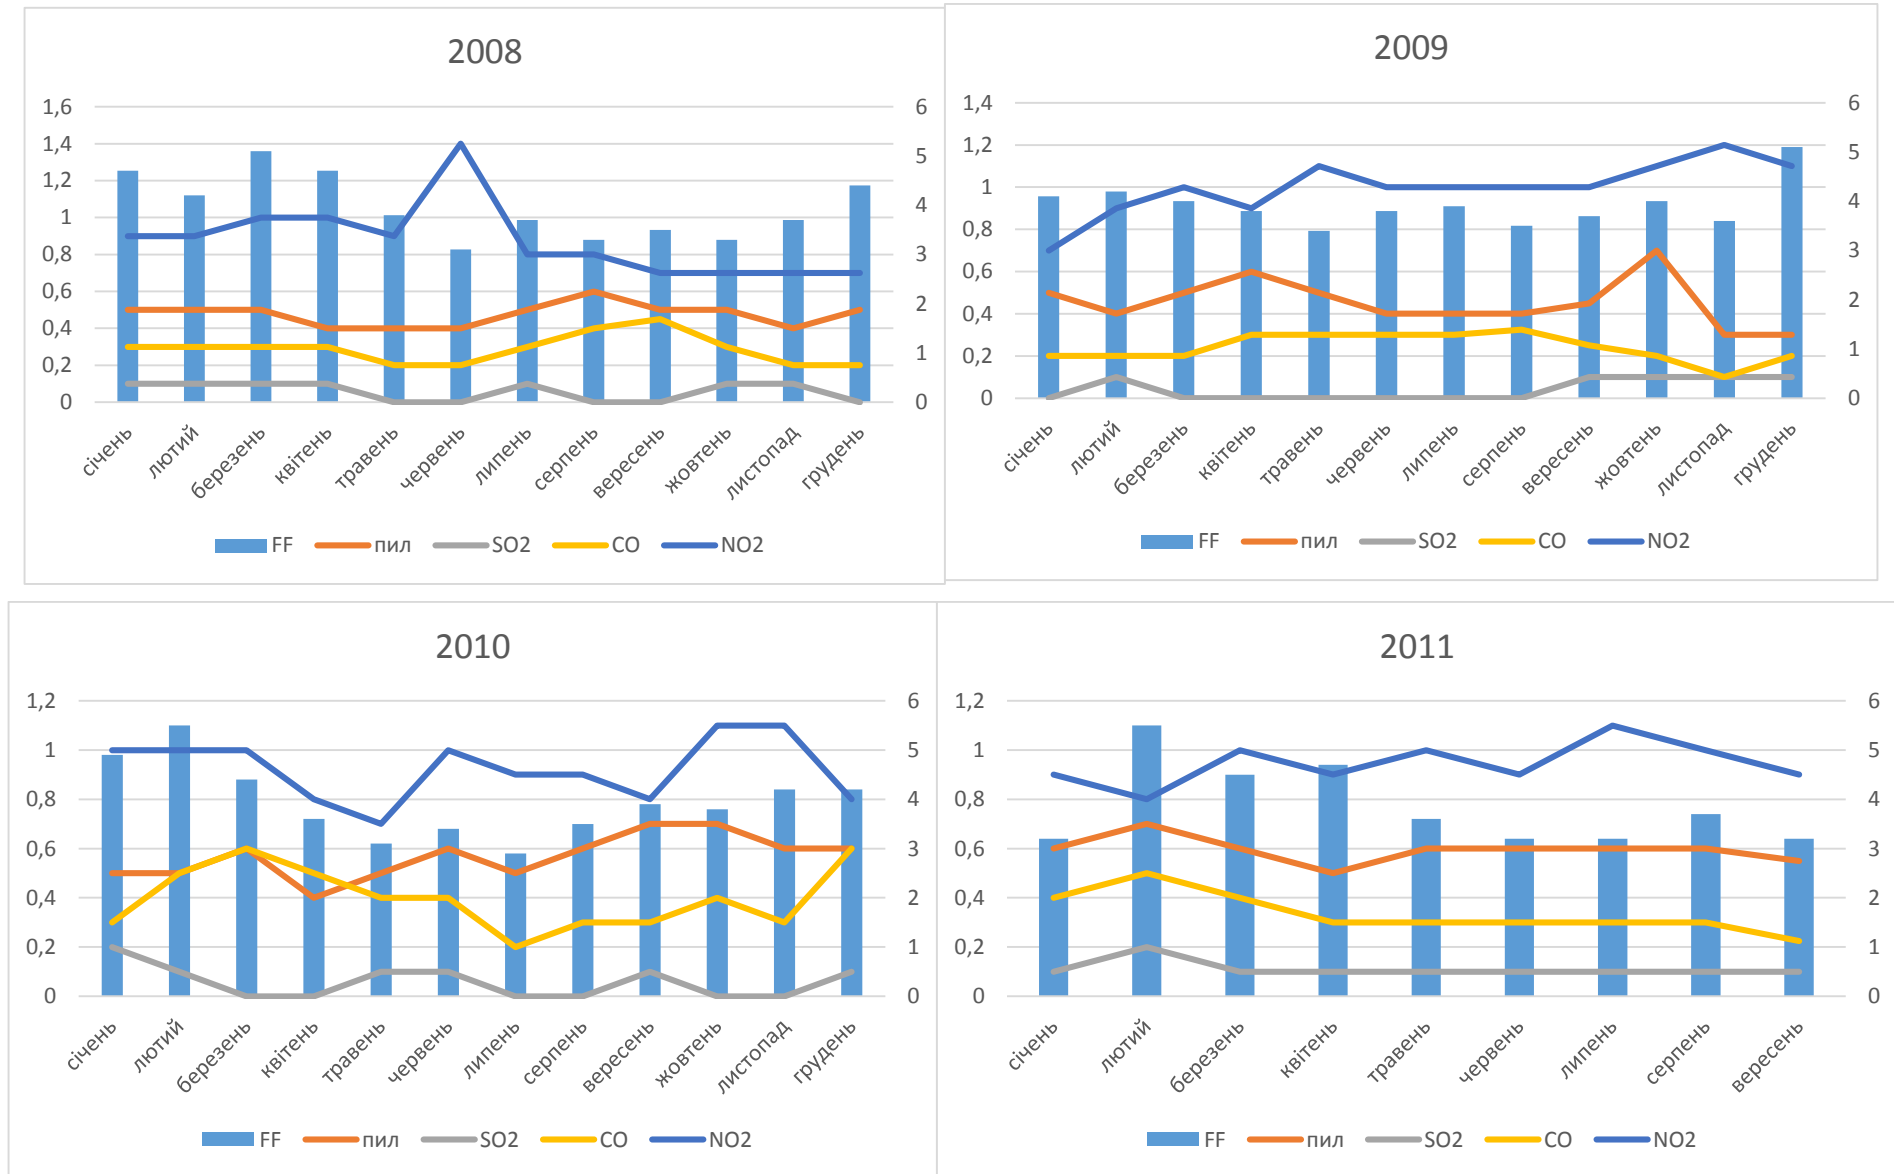 2008
1,6
1,4
1,2
1
0,8
0,6
0,4
0,2
0
6
5
4
3
2
1
0
січень
лютий
березень
квітень
травень
червень
липень
серпень
вересень
жовтень
листопад
грудень
FF пил SO2 CO NO2
2009
1,4
1,2
1
0,8
0,6
0,4
0,2
0
6
5
4
3
2
1
0
січень
лютий
березень
квітень
травень
червень
липень
серпень
вересень
жовтень
листопад
грудень
FF пил SO2 CO NO2
2010
1,2
1
0,8
0,6
0,4
0,2
0
6
5
4
3
2
1
0
січень
лютий
березень
квітень
травень
червень
липень
серпень
вересень
жовтень
листопад
грудень
FF пил SO2 CO NO2
2011
1,2
1
0,8
0,6
0,4
0,2
0
6
5
4
3
2
1
0
січень
лютий
березень
квітень
травень
червень
липень
серпень
вересень
FF пил SO2 CO NO2